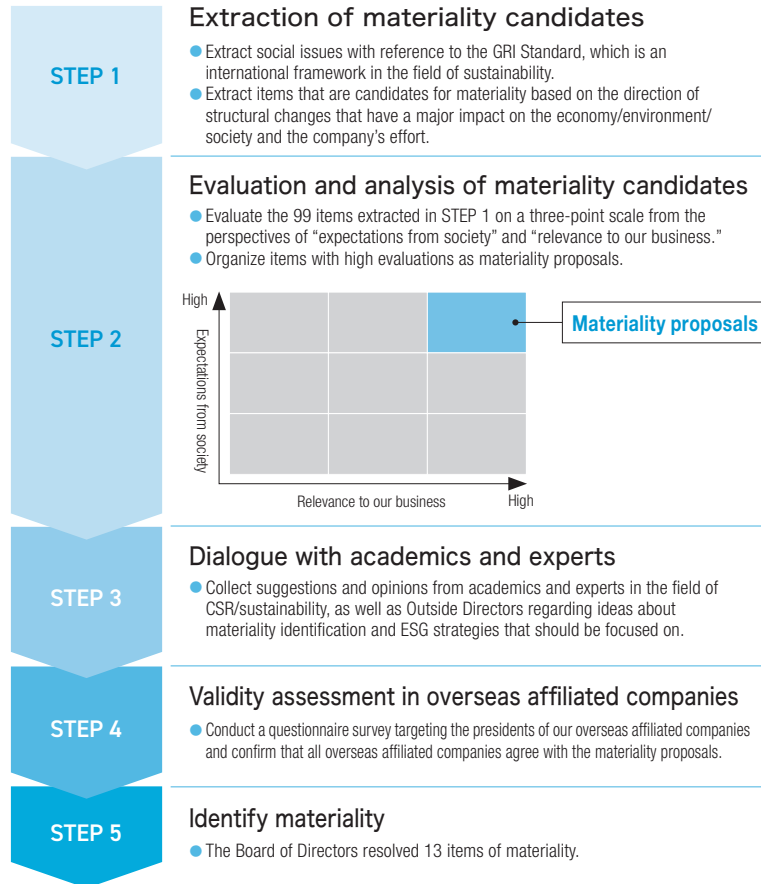 STEP 1
Extraction of materiality candidates
● Extract social issues with reference to the GRI Standard, which is an
international framework in the field of sustainability.
● Extract items that are candidates for materiality based on the direction of
structural changes that have a major impact on the economy/environment/
society and the company's effort.
STEP 2
Evaluation and analysis of materiality candidates
● Evaluate the 99 items extracted in STEP 1 on a three-point scale from the
perspectives of “expectations from society” and “relevance to our business.”
● Organize items with high evaluations as materiality proposals.
High
Expectations from society
Materiality proposals
Relevance to our business
High
STEP 3
Dialogue with academics and experts
● Collect suggestions and opinions from academics and experts in the field of
CSR/sustainability, as well as Outside Directors regarding ideas about
materiality identification and ESG strategies that should be focused on.
STEP 4
Validity assessment in overseas affiliated companies
● Conduct a questionnaire survey targeting the presidents of our overseas affiliated companies
and confirm that all overseas affiliated companies agree with the materiality proposals.
STEP 5
Identify materiality
● The Board of Directors resolved 13 items of materiality.